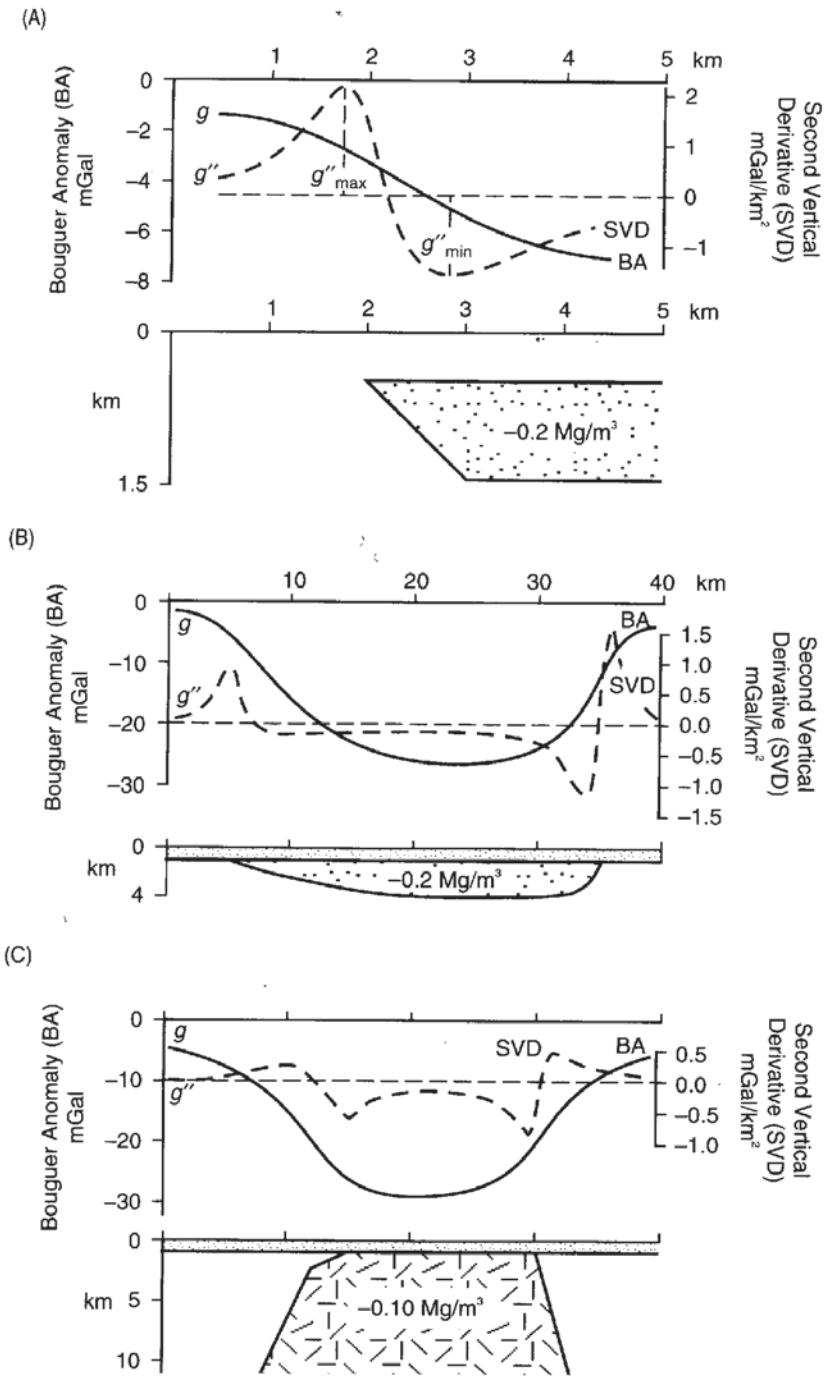 (A)
1 2 3 4 5 km
Bouguer Anomaly (BA)
mGal
0
−2
−4
−6
−8
g
g″
g″max
g″min
SVD
BA
2
1
0
−1
Second Vertical
Derivative (SVD)
mGal/km²
1 2 3 4 5
0
km
1.5
−0.2 Mg/m³
(B)
10 20 30 40 km
Bouguer Anomaly (BA)
mGal
0
−10
−20
−30
g
g″
BA
SVD
1.5
1.0
0.5
0.0
−0.5
−1.0
−1.5
Second Vertical
Derivative (SVD)
mGal/km²
0
km
4
−0.2 Mg/m³
(C)
Bouguer Anomaly (BA)
mGal
0
−10
−20
−30
g
g″
SVD
BA
0.5
0.0
−0.5
−1.0
Second Vertical
Derivative (SVD)
mGal/km²
0
km
5
10
−0.10 Mg/m³